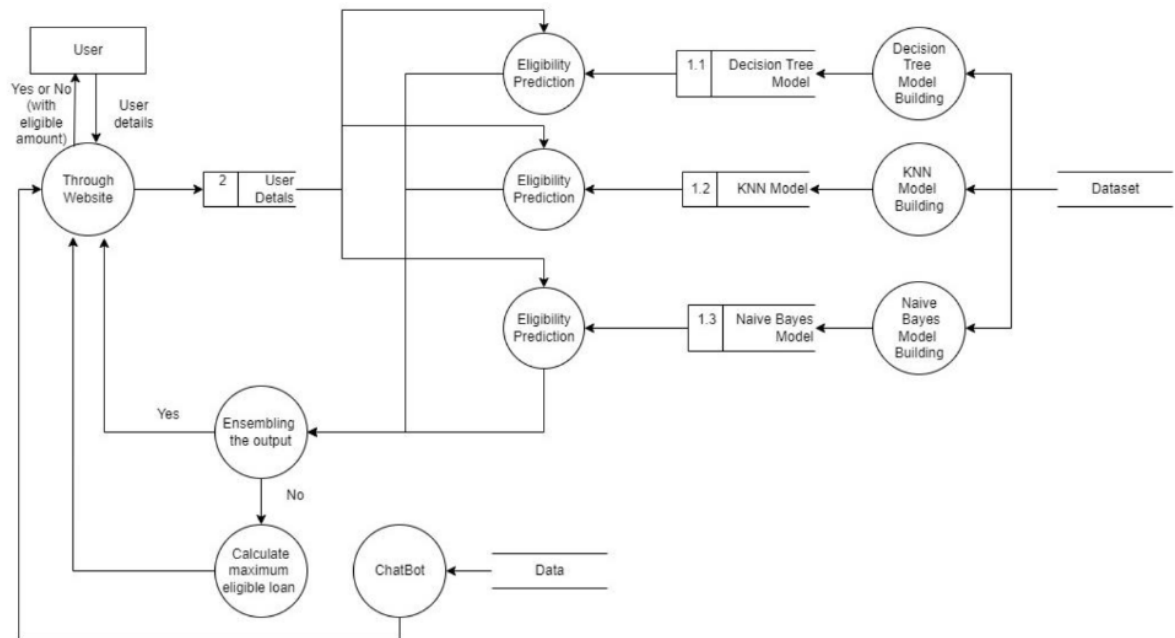 User
Yes or No
(with
eligible
amount)
User
details
Through
Website
2
User
Detals
Eligibility
Prediction
1.1
Decision Tree
Model
Decision
Tree
Model
Building
Eligibility
Prediction
1.2
KNN Model
KNN
Model
Building
Dataset
Eligibility
Prediction
1.3
Naive Bayes
Model
Naive
Bayes
Model
Building
Yes
Ensembling
the output
No
Calculate
maximum
eligible loan
ChatBot
Data